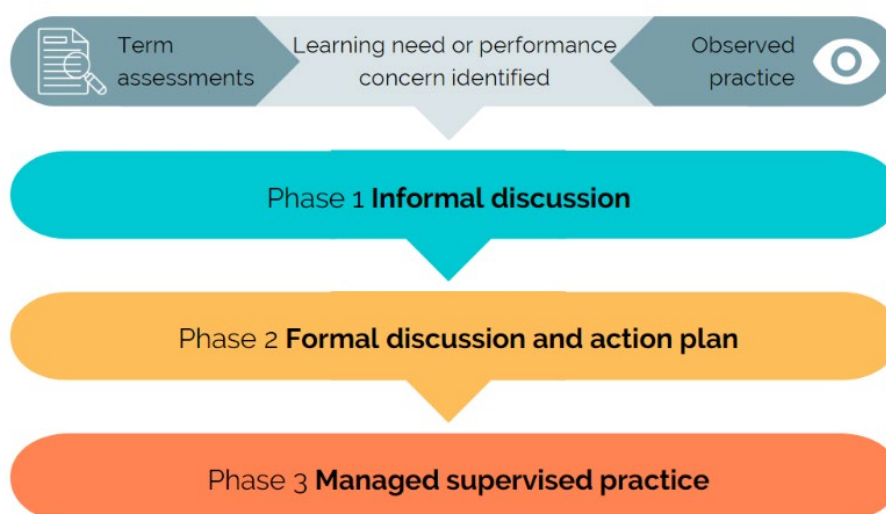 Term
assessments
Learning need or performance
concern identified
Observed
practice
Phase 1 Informal discussion
Phase 2 Formal discussion and action plan
Phase 3 Managed supervised practice